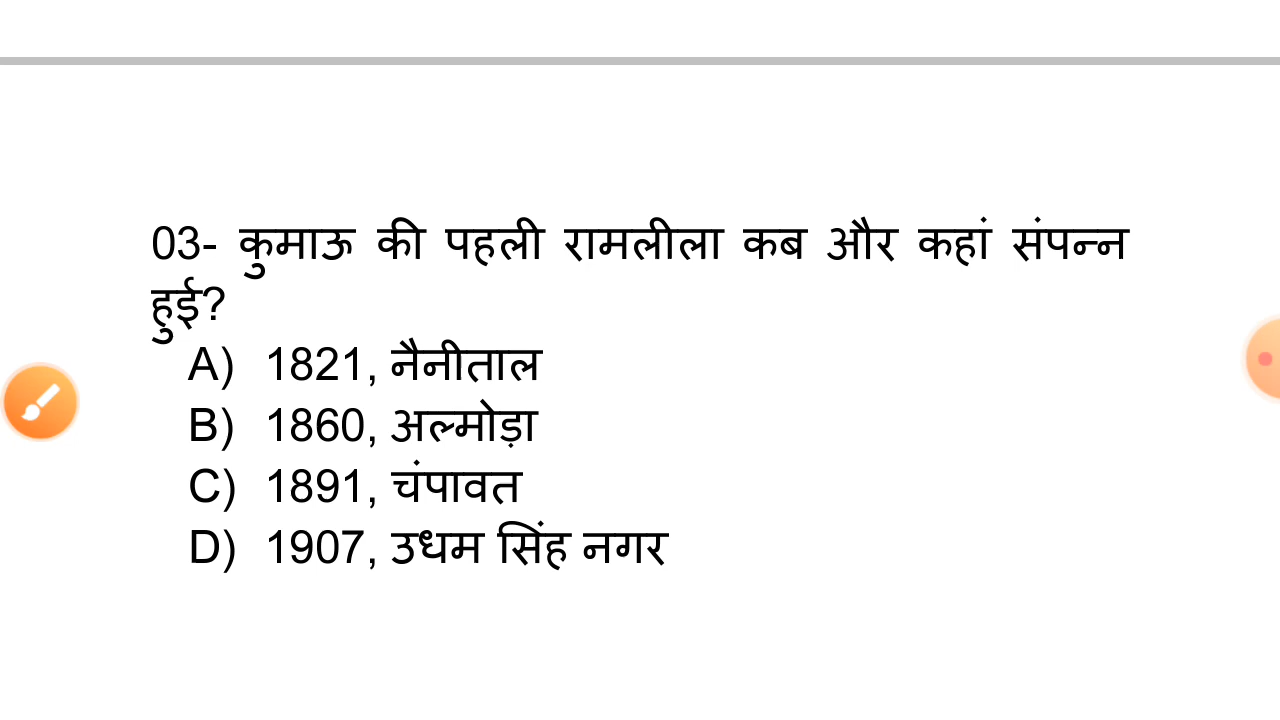 03- कुमाऊ की पहली रामलीला कब और कहां संपन्न
हुई?
A) 1821, नैनीताल
B) 1860, अल्मोड़ा
C) 1891, चंपावत
D) 1907, उधम सिंह नगर